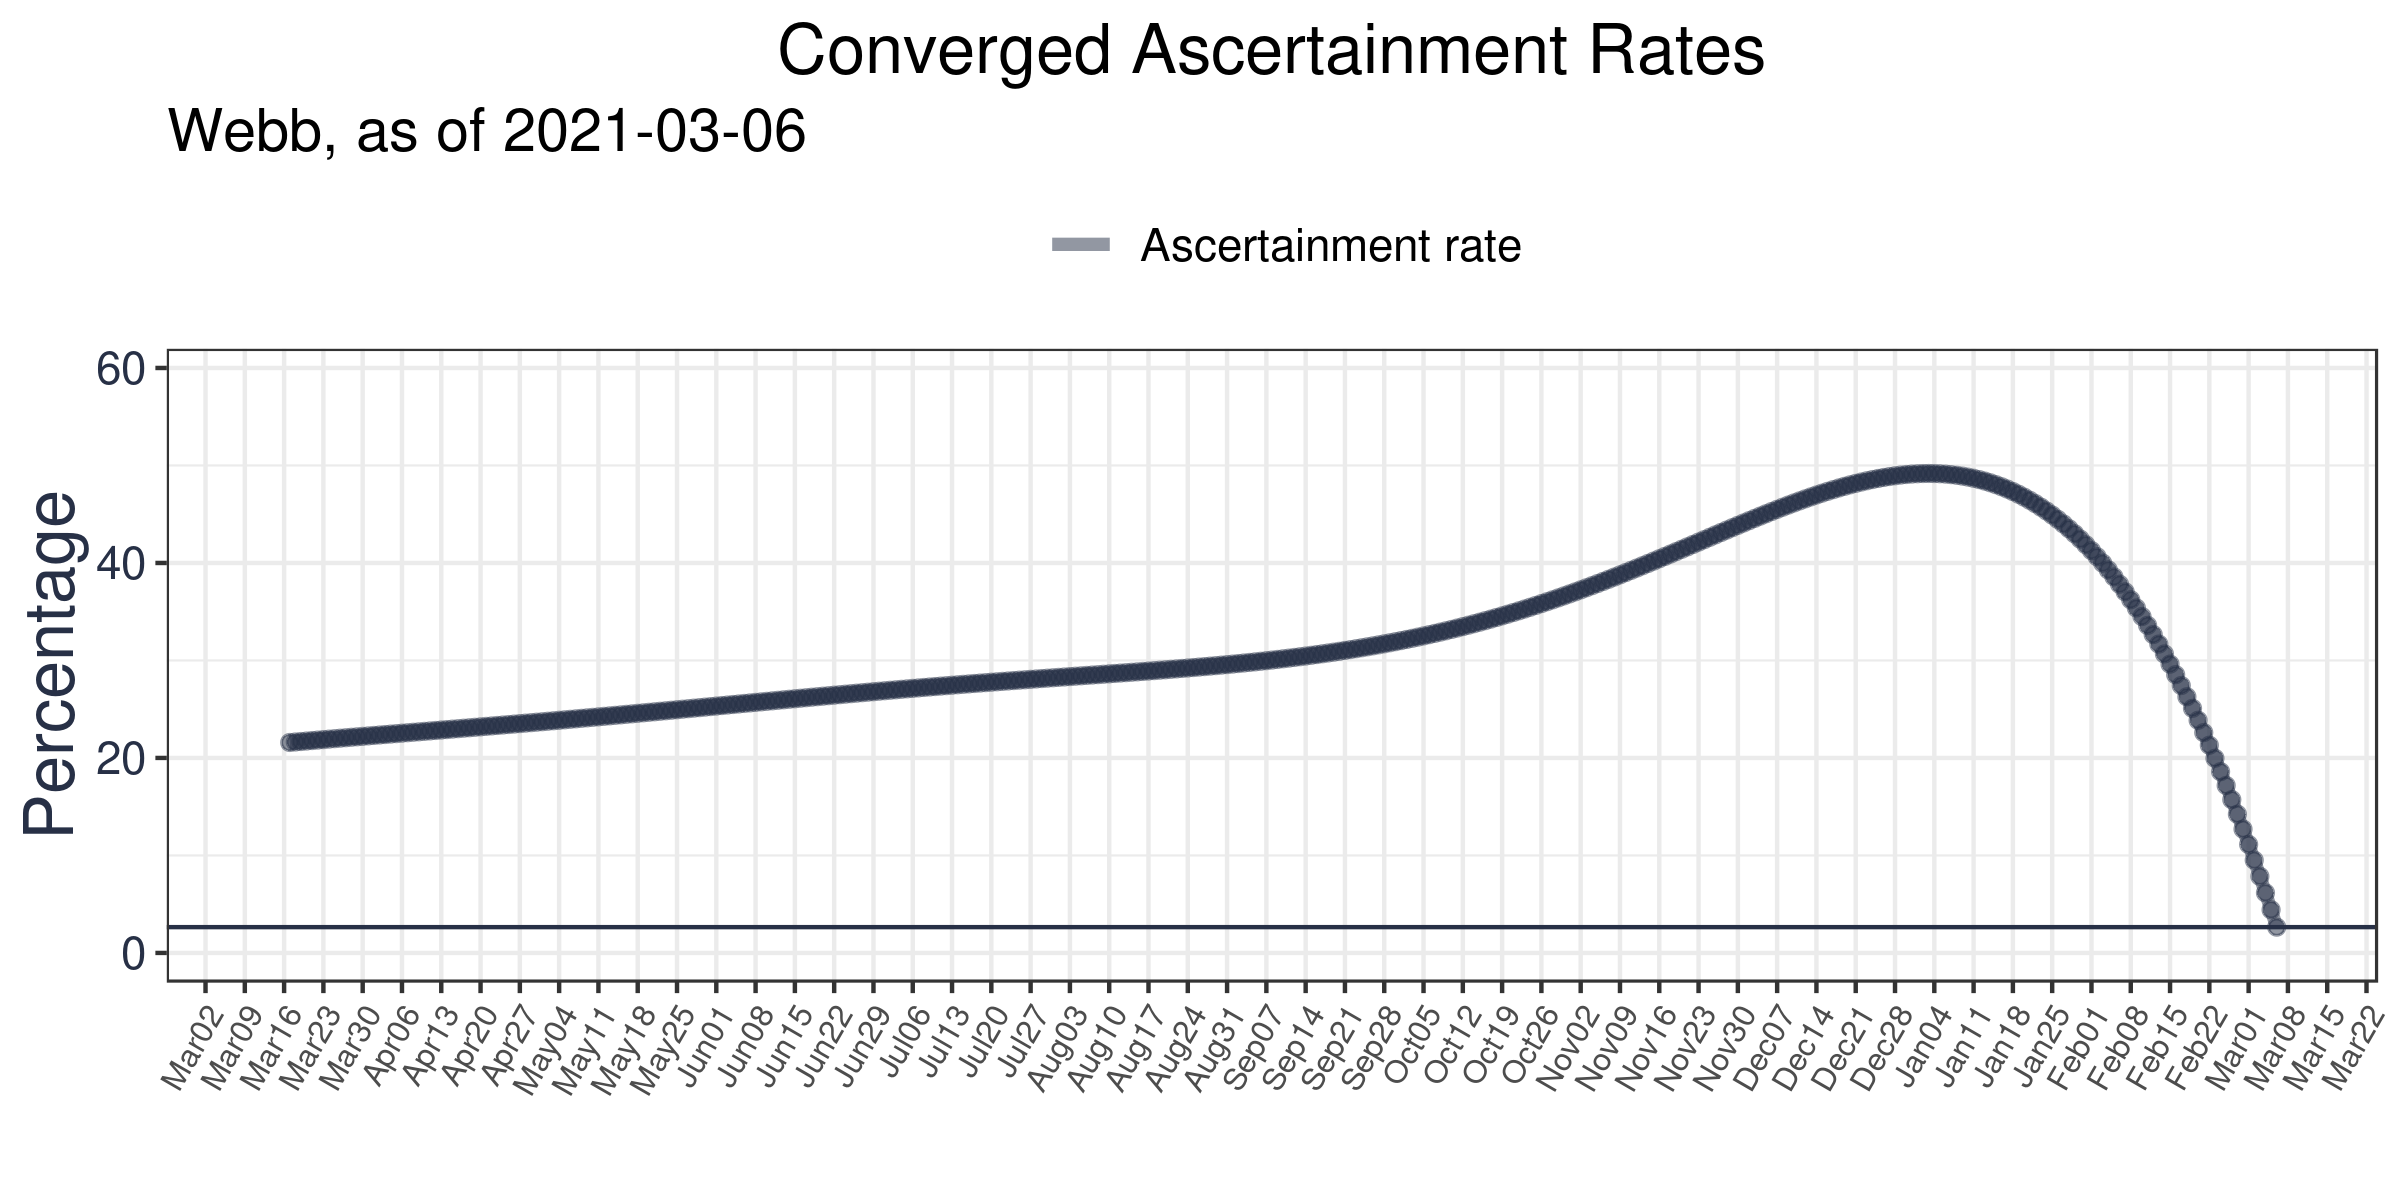 Converged Ascertainment Rates
Webb, as of 2021-03-06
Ascertainment rate
Percentage
60
40
20
0
Mar02 Mar09 Mar16 Mar23 Mar30 Apr06 Apr13 Apr20 Apr27 May04 May11 May18 May25 Jun01 Jun08 Jun15 Jun22 Jun29 Jul06 Jul13 Jul20 Jul27 Aug03 Aug10 Aug17 Aug24 Aug31 Sep07 Sep14 Sep21 Sep28 Oct05 Oct12 Oct19 Oct26 Nov02 Nov09 Nov16 Nov23 Nov30 Dec07 Dec14 Dec21 Dec28 Jan04 Jan11 Jan18 Jan25 Feb01 Feb08 Feb15 Feb22 Mar01 Mar08 Mar15 Mar22